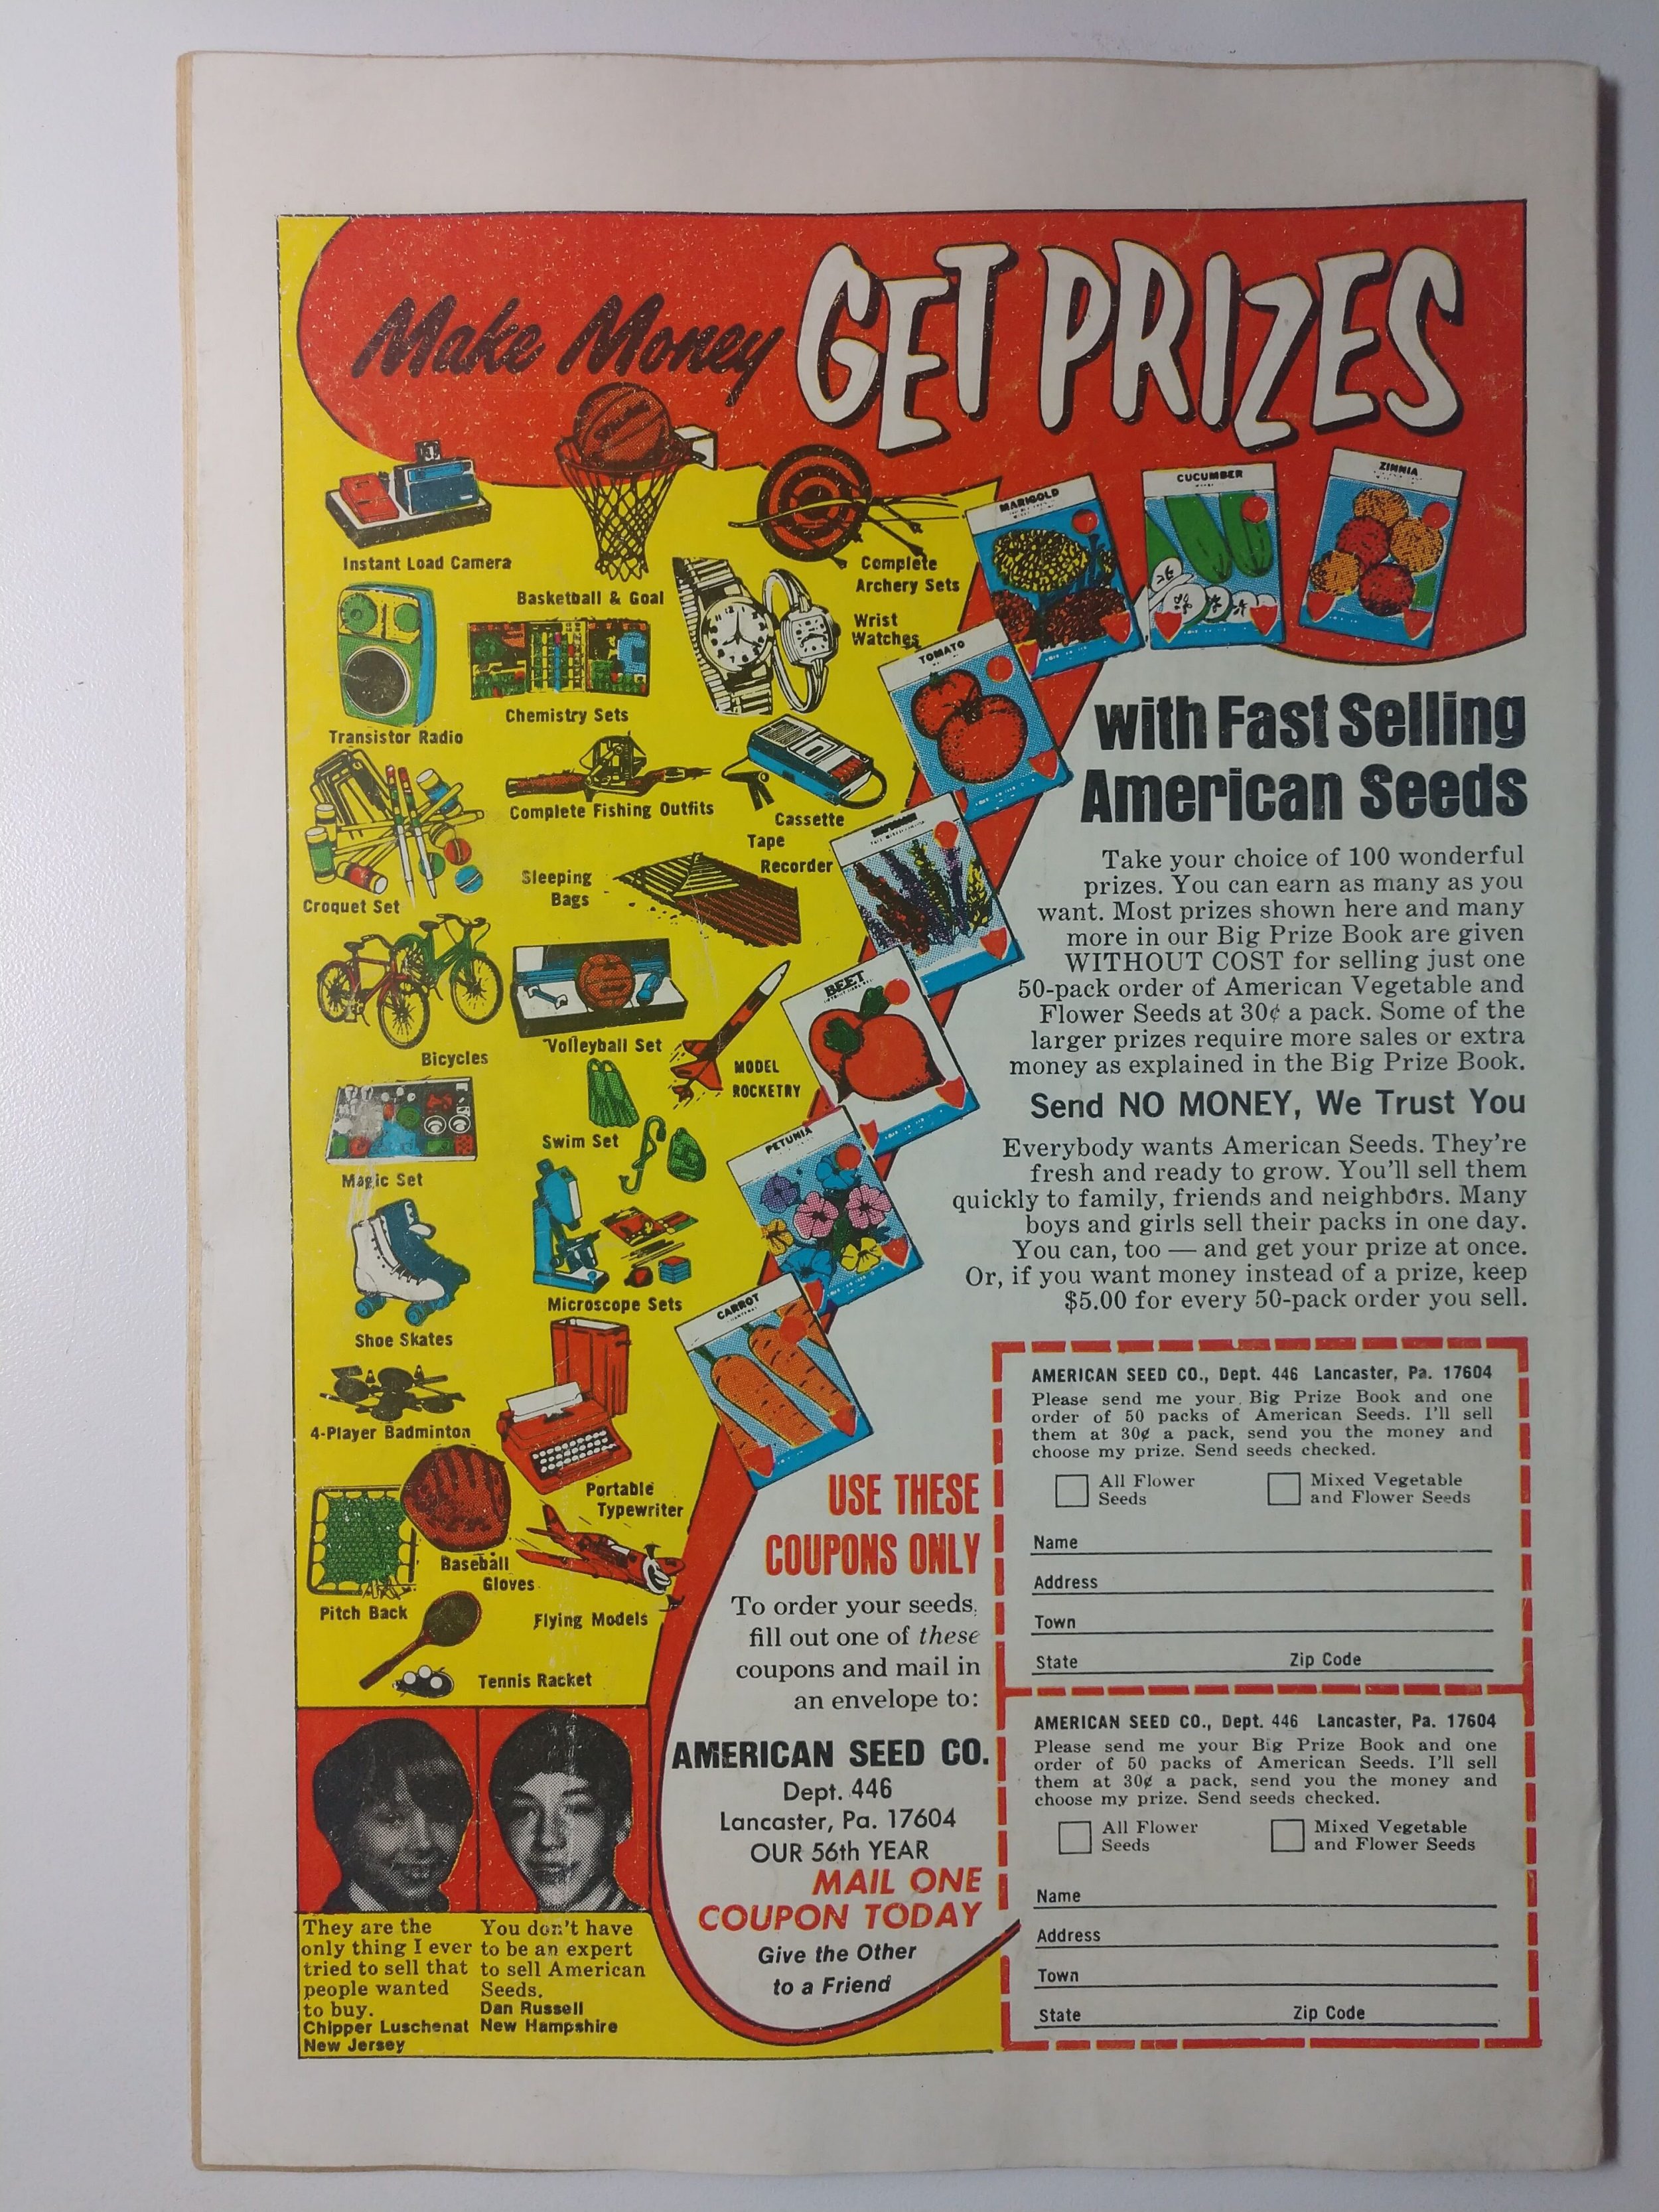 Make Money GET PRIZES
Instant Load Camera
Basketball & Goal
Complete
Archery Sets
Wrist
Watches
Transistor Radio
Chemistry Sets
Croquet Set
Complete Fishing Outfits
Cassette
Tape
Recorder
Sleeping
Bags
Bicycles
Volleyball Set
MODEL
ROCKETRY
Magic Set
Swim Set
Shoe Skates
Microscope Sets
4-Player Badminton
Portable
Typewriter
Baseball
Gloves
Pitch Back
Flying Models
Tennis Racket
MARIGOLD
CUCUMBER
ZINNIA
TOMATO
BEET
PETUNIA
CARROT
with Fast Selling
American Seeds
Take your choice of 100 wonderful
prizes. You can earn as many as you
want. Most prizes shown here and many
more in our Big Prize Book are given
WITHOUT COST for selling just one
50-pack order of American Vegetable and
Flower Seeds at 30¢ a pack. Some of the
larger prizes require more sales or extra
money as explained in the Big Prize Book.
Send NO MONEY, We Trust You
Everybody wants American Seeds. They're
fresh and ready to grow. You'll sell them
quickly to family, friends and neighbors. Many
boys and girls sell their packs in one day.
You can, too — and get your prize at once.
Or, if you want money instead of a prize, keep
$5.00 for every 50-pack order you sell.
USE THESE
COUPONS ONLY
To order your seeds,
fill out one of these
coupons and mail in
an envelope to:
AMERICAN SEED CO.
Dept. 446
Lancaster, Pa. 17604
OUR 56th YEAR
MAIL ONE
COUPON TODAY
Give the Other
to a Friend
AMERICAN SEED CO., Dept. 446 Lancaster, Pa. 17604
Please send me your Big Prize Book and one
order of 50 packs of American Seeds. I'll sell
them at 30¢ a pack, send you the money and
choose my prize. Send seeds checked.
All Flower
Seeds
Mixed Vegetable
and Flower Seeds
Name
Address
Town
State Zip Code
AMERICAN SEED CO., Dept. 446 Lancaster, Pa. 17604
Please send me your Big Prize Book and one
order of 50 packs of American Seeds. I'll sell
them at 30¢ a pack, send you the money and
choose my prize. Send seeds checked.
All Flower
Seeds
Mixed Vegetable
and Flower Seeds
Name
Address
Town
State Zip Code
They are the
only thing I ever
tried to sell that
people wanted
to buy.
Chipper Luschenat
New Jersey
You don't have
to be an expert
to sell American
Seeds.
Dan Russell
New Hampshire